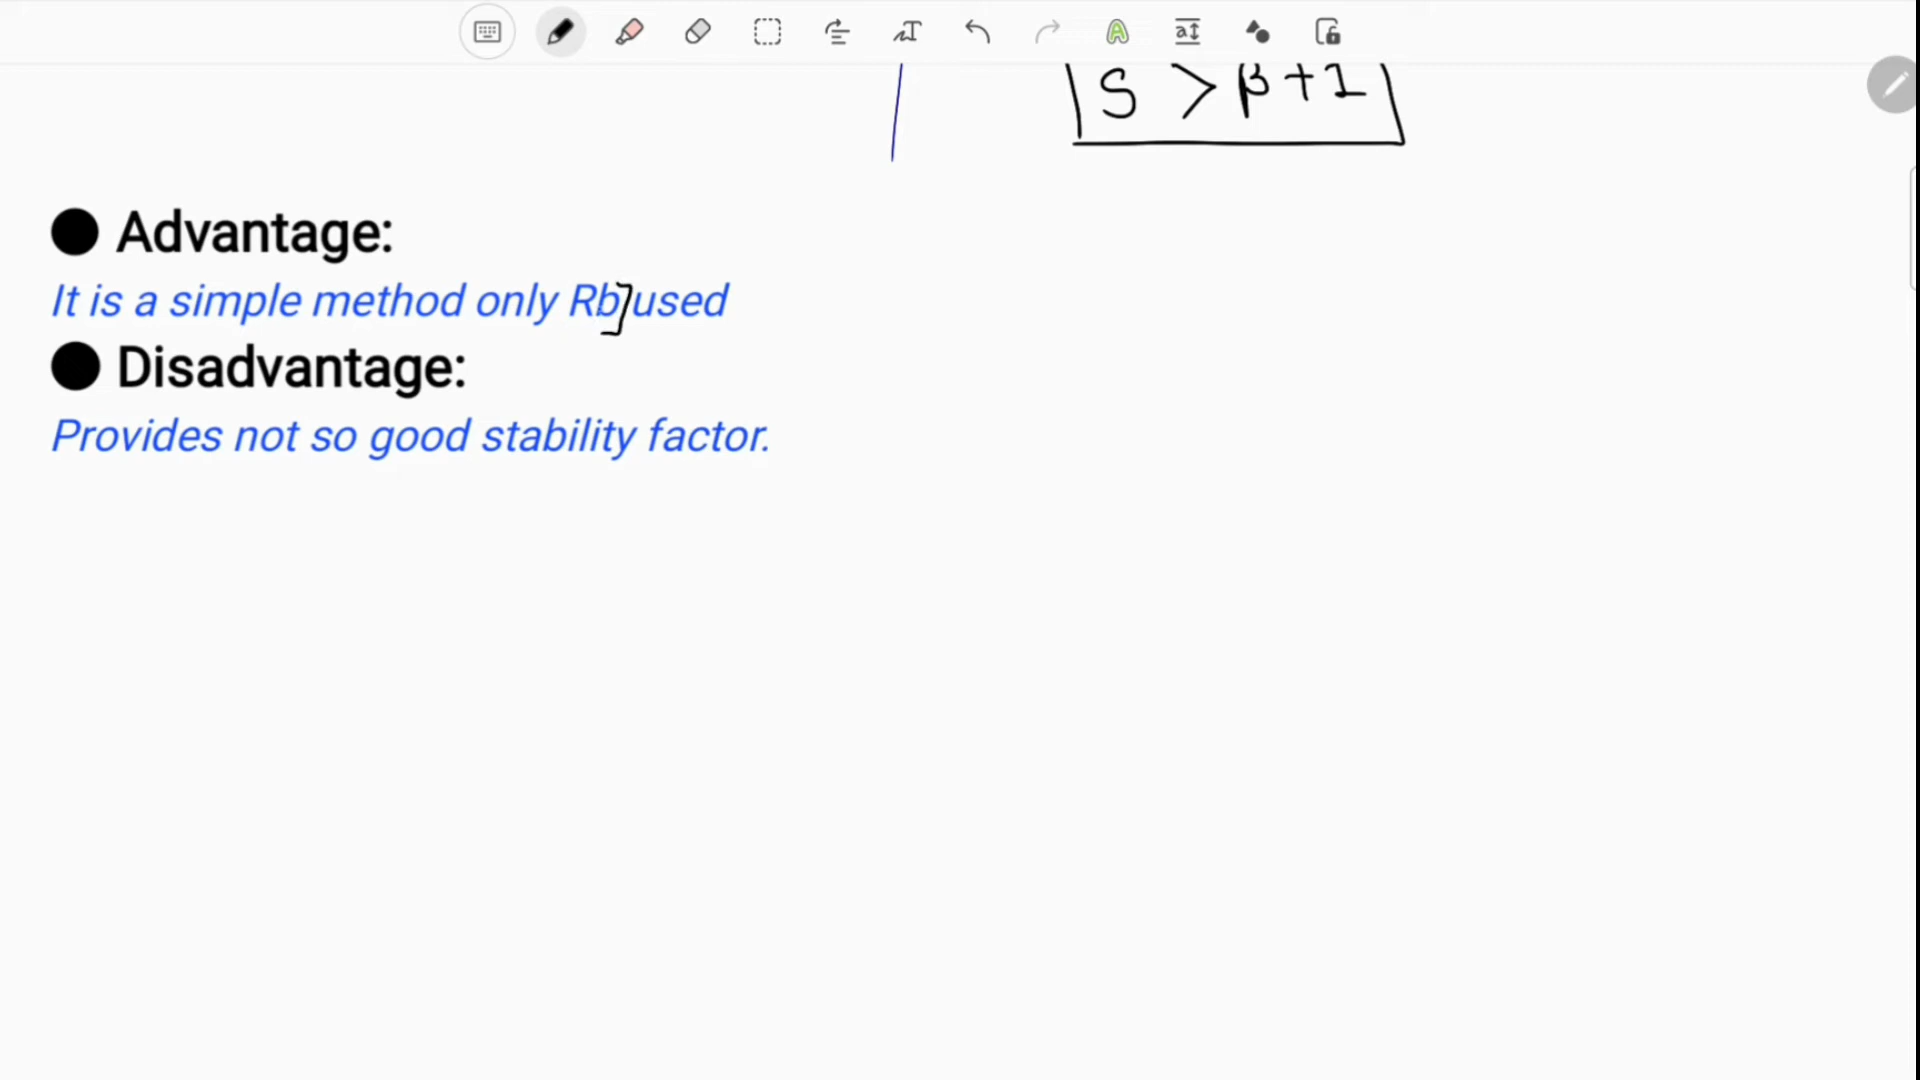 S > β+1
● Advantage:
It is a simple method only Rb] used
● Disadvantage:
Provides not so good stability factor.